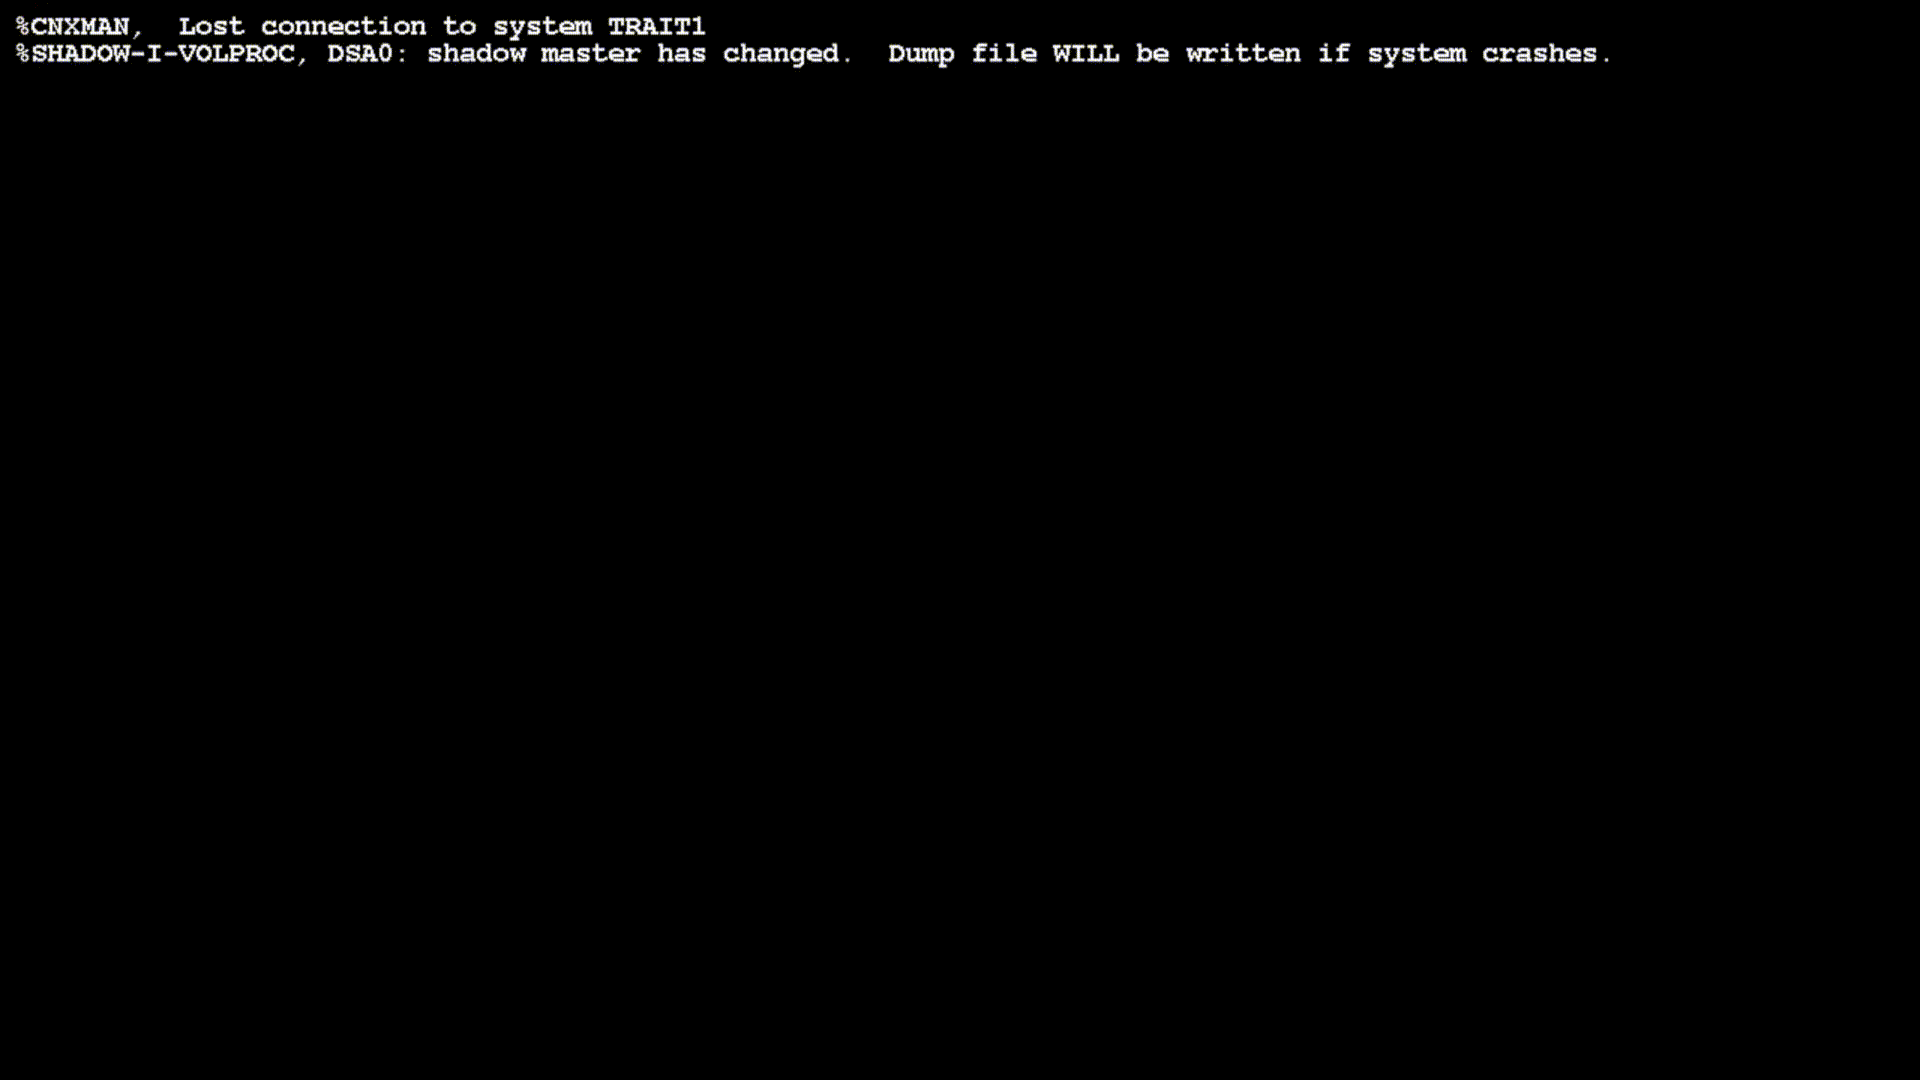 %CNXMAN,  Lost connection to system TRAIT1
%SHADOW-I-VOLPROC, DSA0: shadow master has changed.  Dump file WILL be written if system crashes.